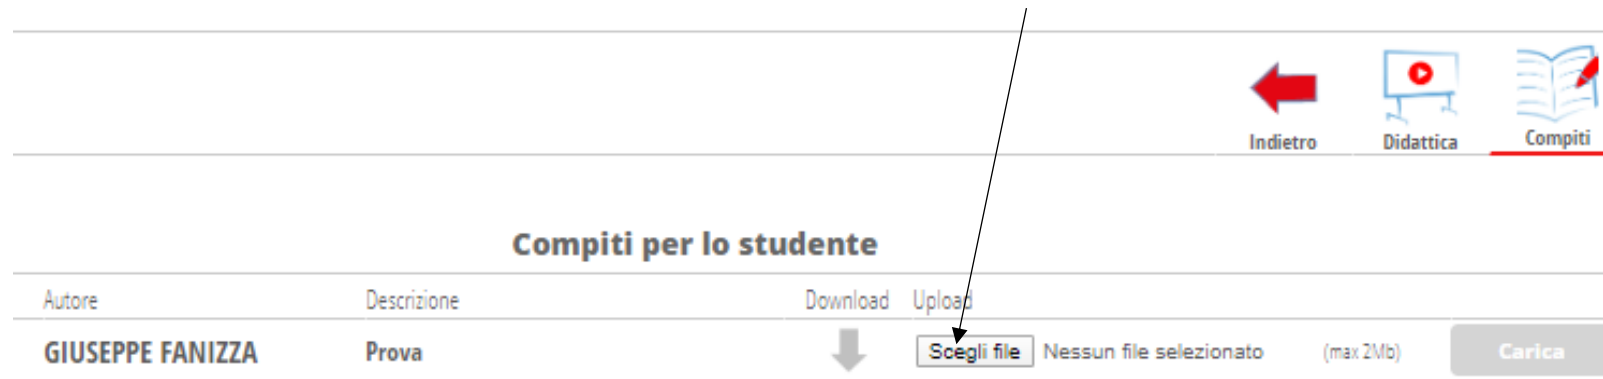 Indietro Didattica Compiti
Compiti per lo studente
Autore Descrizione Download Upload
GIUSEPPE FANIZZA Prova Scegli file Nessun file selezionato (max 2Mb) Carica